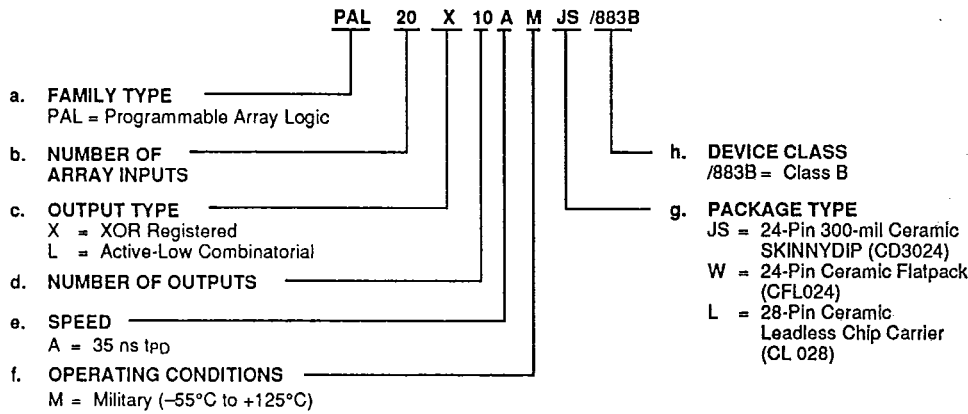 PAL 20 X 10 A M JS /883B
a. FAMILY TYPE
PAL = Programmable Array Logic
b. NUMBER OF
ARRAY INPUTS
c. OUTPUT TYPE
X = XOR Registered
L = Active-Low Combinatorial
d. NUMBER OF OUTPUTS
e. SPEED
A = 35 ns tPD
f. OPERATING CONDITIONS
M = Military (–55°C to +125°C)
h. DEVICE CLASS
/883B = Class B
g. PACKAGE TYPE
JS = 24-Pin 300-mil Ceramic
SKINNYDIP (CD3024)
W = 24-Pin Ceramic Flatpack
(CFL024)
L = 28-Pin Ceramic
Leadless Chip Carrier
(CL 028)